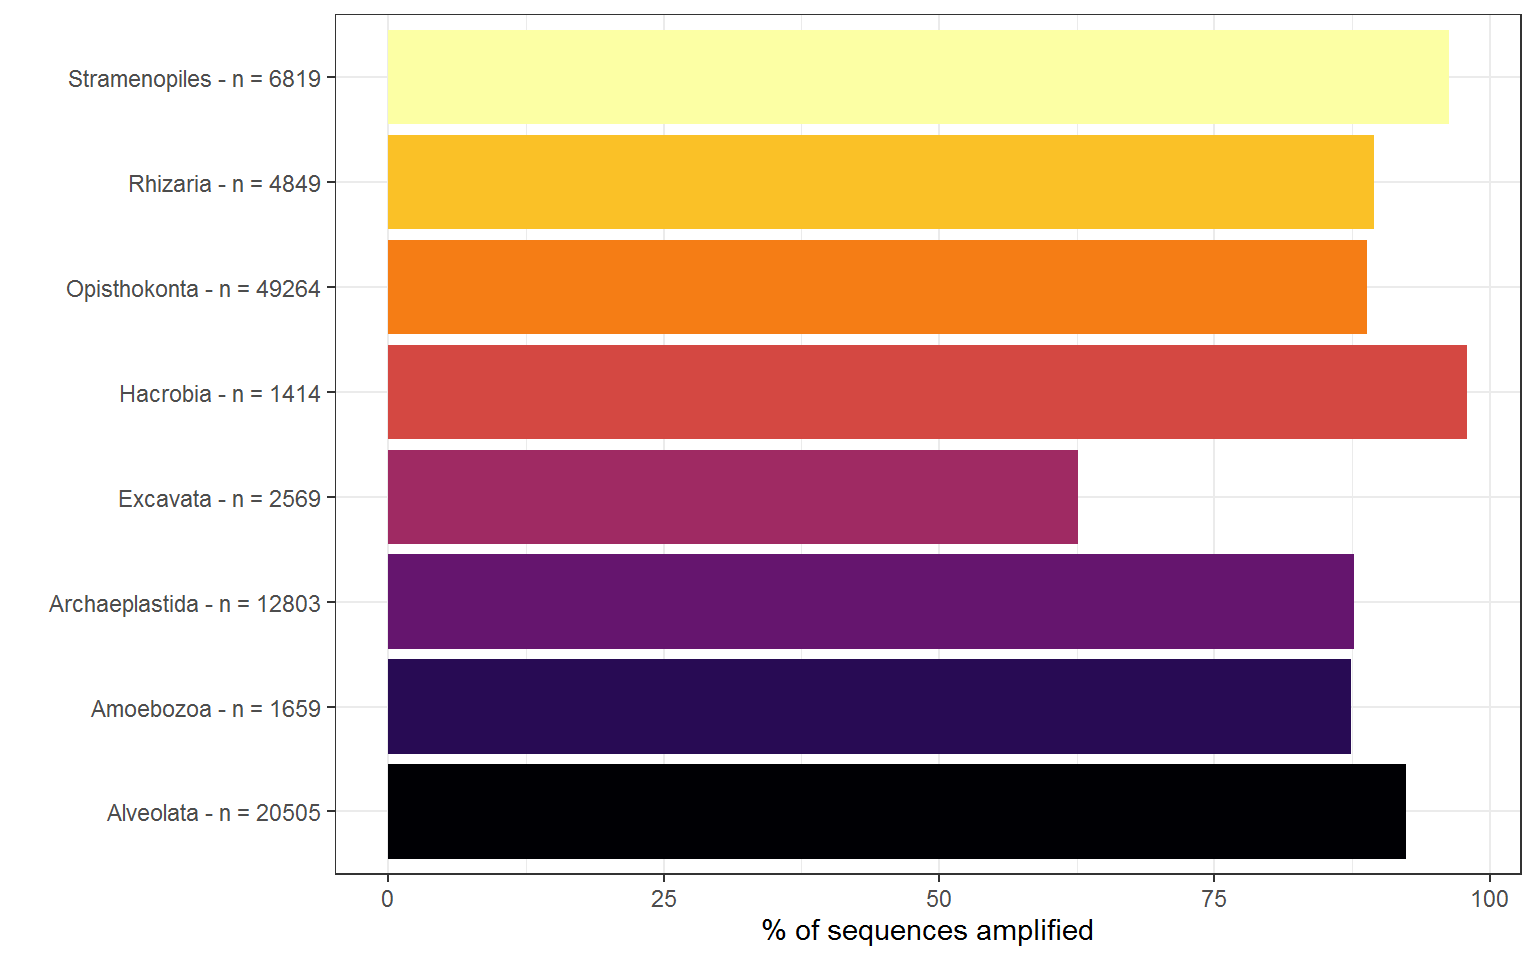 Stramenopiles - n = 6819
Rhizaria - n = 4849
Opisthokonta - n = 49264
Hacrobia - n = 1414
Excavata - n = 2569
Archaeplastida - n = 12803
Amoebozoa - n = 1659
Alveolata - n = 20505
0 25 50 75 100
% of sequences amplified